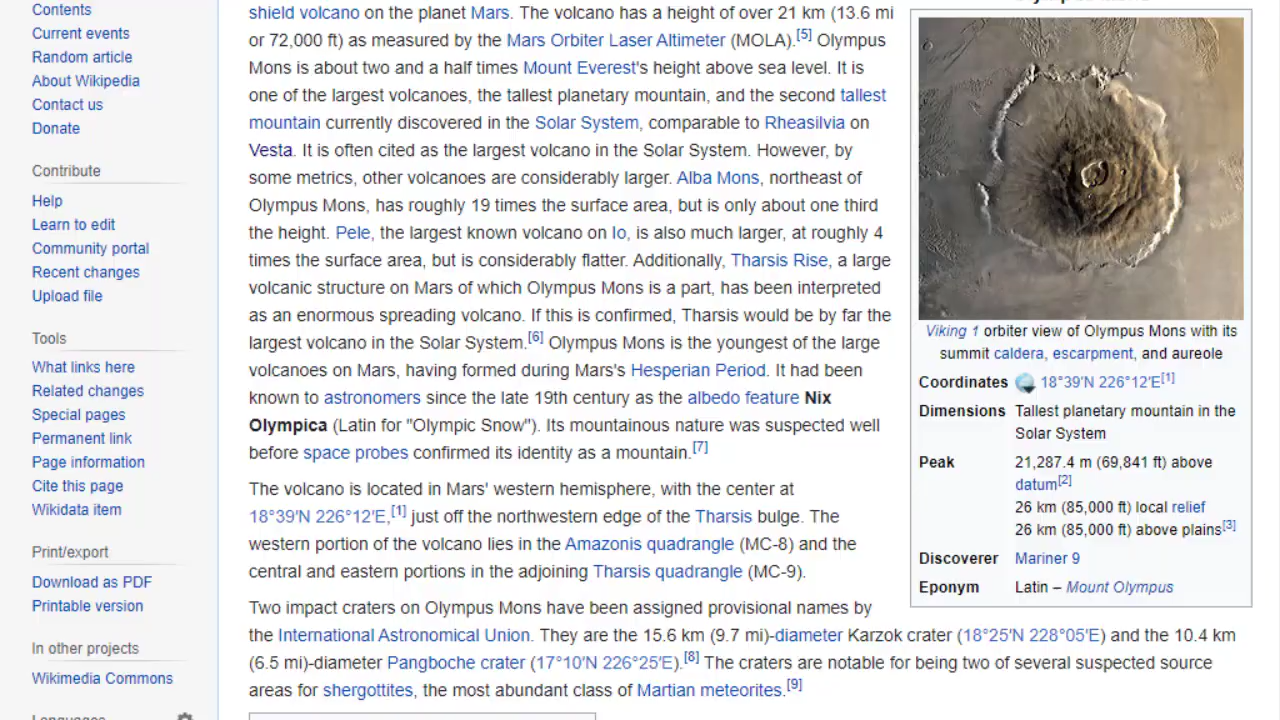 Contents
Current events
Random article
About Wikipedia
Contact us
Donate
Contribute
Help
Learn to edit
Community portal
Recent changes
Upload file
Tools
What links here
Related changes
Special pages
Permanent link
Page information
Cite this page
Wikidata item
Print/export
Download as PDF
Printable version
In other projects
Wikimedia Commons
Languages
shield volcano on the planet Mars. The volcano has a height of over 21 km (13.6 mi
or 72,000 ft) as measured by the Mars Orbiter Laser Altimeter (MOLA).[5] Olympus
Mons is about two and a half times Mount Everest's height above sea level. It is
one of the largest volcanoes, the tallest planetary mountain, and the second tallest
mountain currently discovered in the Solar System, comparable to Rheasilvia on
Vesta. It is often cited as the largest volcano in the Solar System. However, by
some metrics, other volcanoes are considerably larger. Alba Mons, northeast of
Olympus Mons, has roughly 19 times the surface area, but is only about one third
the height. Pele, the largest known volcano on Io, is also much larger, at roughly 4
times the surface area, but is considerably flatter. Additionally, Tharsis Rise, a large
volcanic structure on Mars of which Olympus Mons is a part, has been interpreted
as an enormous spreading volcano. If this is confirmed, Tharsis would be by far the
largest volcano in the Solar System.[6] Olympus Mons is the youngest of the large
volcanoes on Mars, having formed during Mars's Hesperian Period. It had been
known to astronomers since the late 19th century as the albedo feature Nix
Olympica (Latin for "Olympic Snow"). Its mountainous nature was suspected well
before space probes confirmed its identity as a mountain.[7]
The volcano is located in Mars' western hemisphere, with the center at
18°39′N 226°12′E,[1] just off the northwestern edge of the Tharsis bulge. The
western portion of the volcano lies in the Amazonis quadrangle (MC-8) and the
central and eastern portions in the adjoining Tharsis quadrangle (MC-9).
Two impact craters on Olympus Mons have been assigned provisional names by
the International Astronomical Union. They are the 15.6 km (9.7 mi)-diameter Karzok crater (18°25′N 228°05′E) and the 10.4 km
(6.5 mi)-diameter Pangboche crater (17°10′N 226°25′E).[8] The craters are notable for being two of several suspected source
areas for shergottites, the most abundant class of Martian meteorites.[9]
Viking 1 orbiter view of Olympus Mons with its
summit caldera, escarpment, and aureole
Coordinates 18°39′N 226°12′E[1]
Dimensions Tallest planetary mountain in the
Solar System
Peak 21,287.4 m (69,841 ft) above
datum[2]
26 km (85,000 ft) local relief
26 km (85,000 ft) above plains[3]
Discoverer Mariner 9
Eponym Latin – Mount Olympus